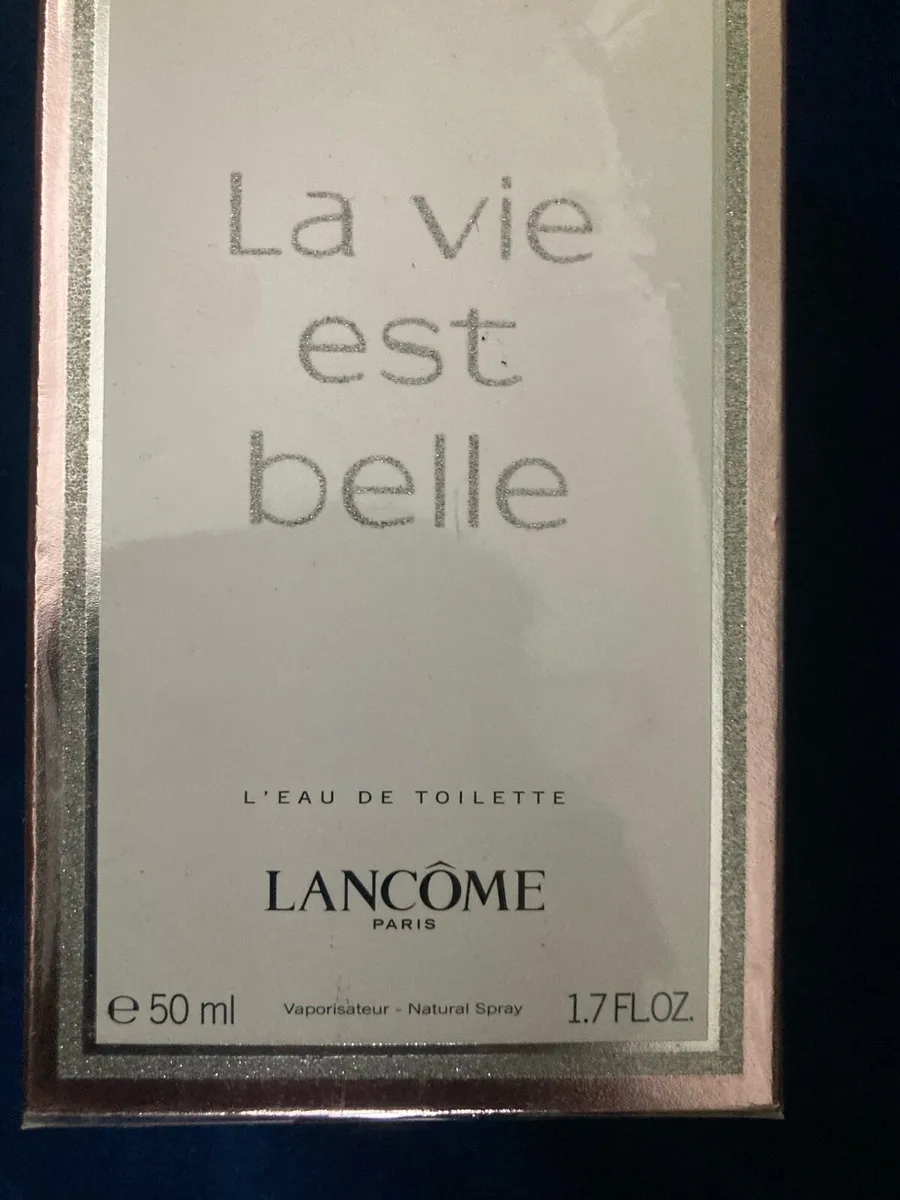 La vie
est
belle
L'EAU DE TOILETTE
LANCÔME
PARIS
℮ 50 ml Vaporisateur - Natural Spray 1.7 FL.OZ.